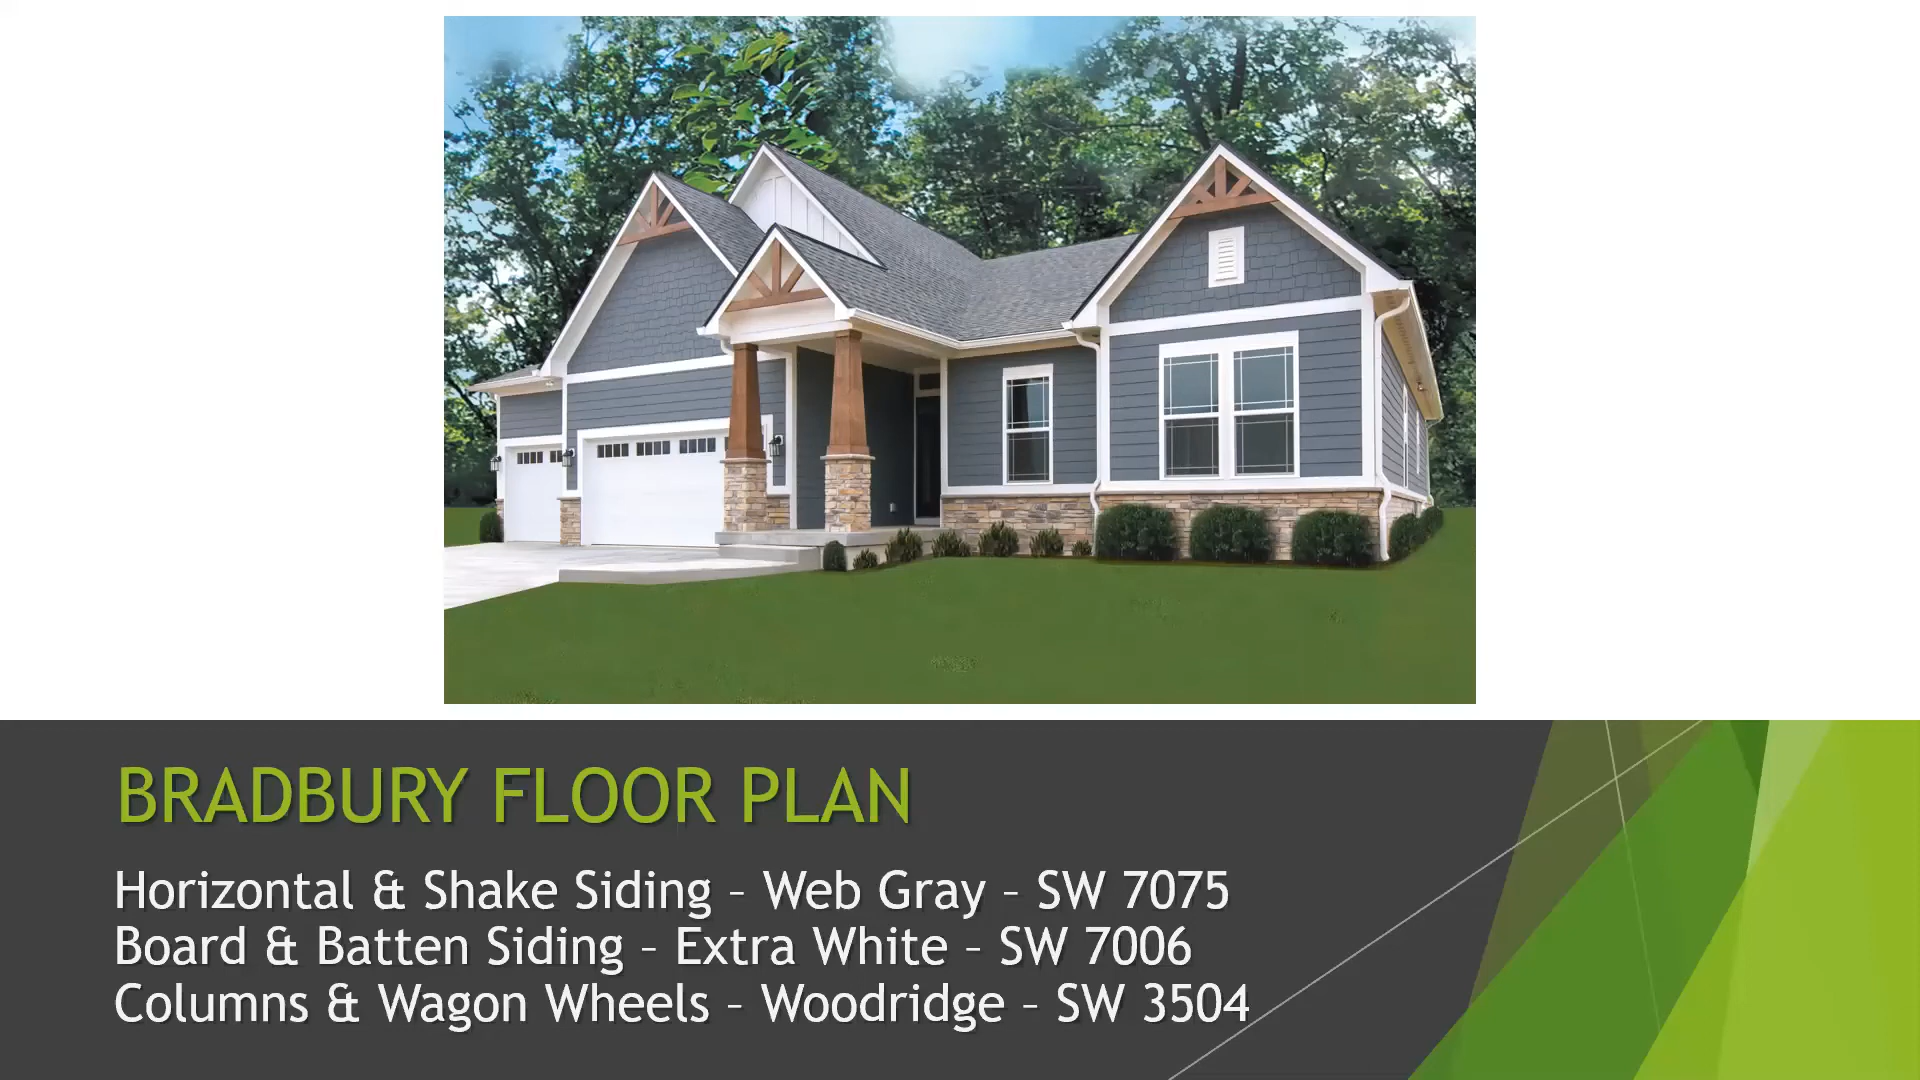 BRADBURY FLOOR PLAN
Horizontal & Shake Siding – Web Gray – SW 7075
Board & Batten Siding – Extra White – SW 7006
Columns & Wagon Wheels – Woodridge – SW 3504